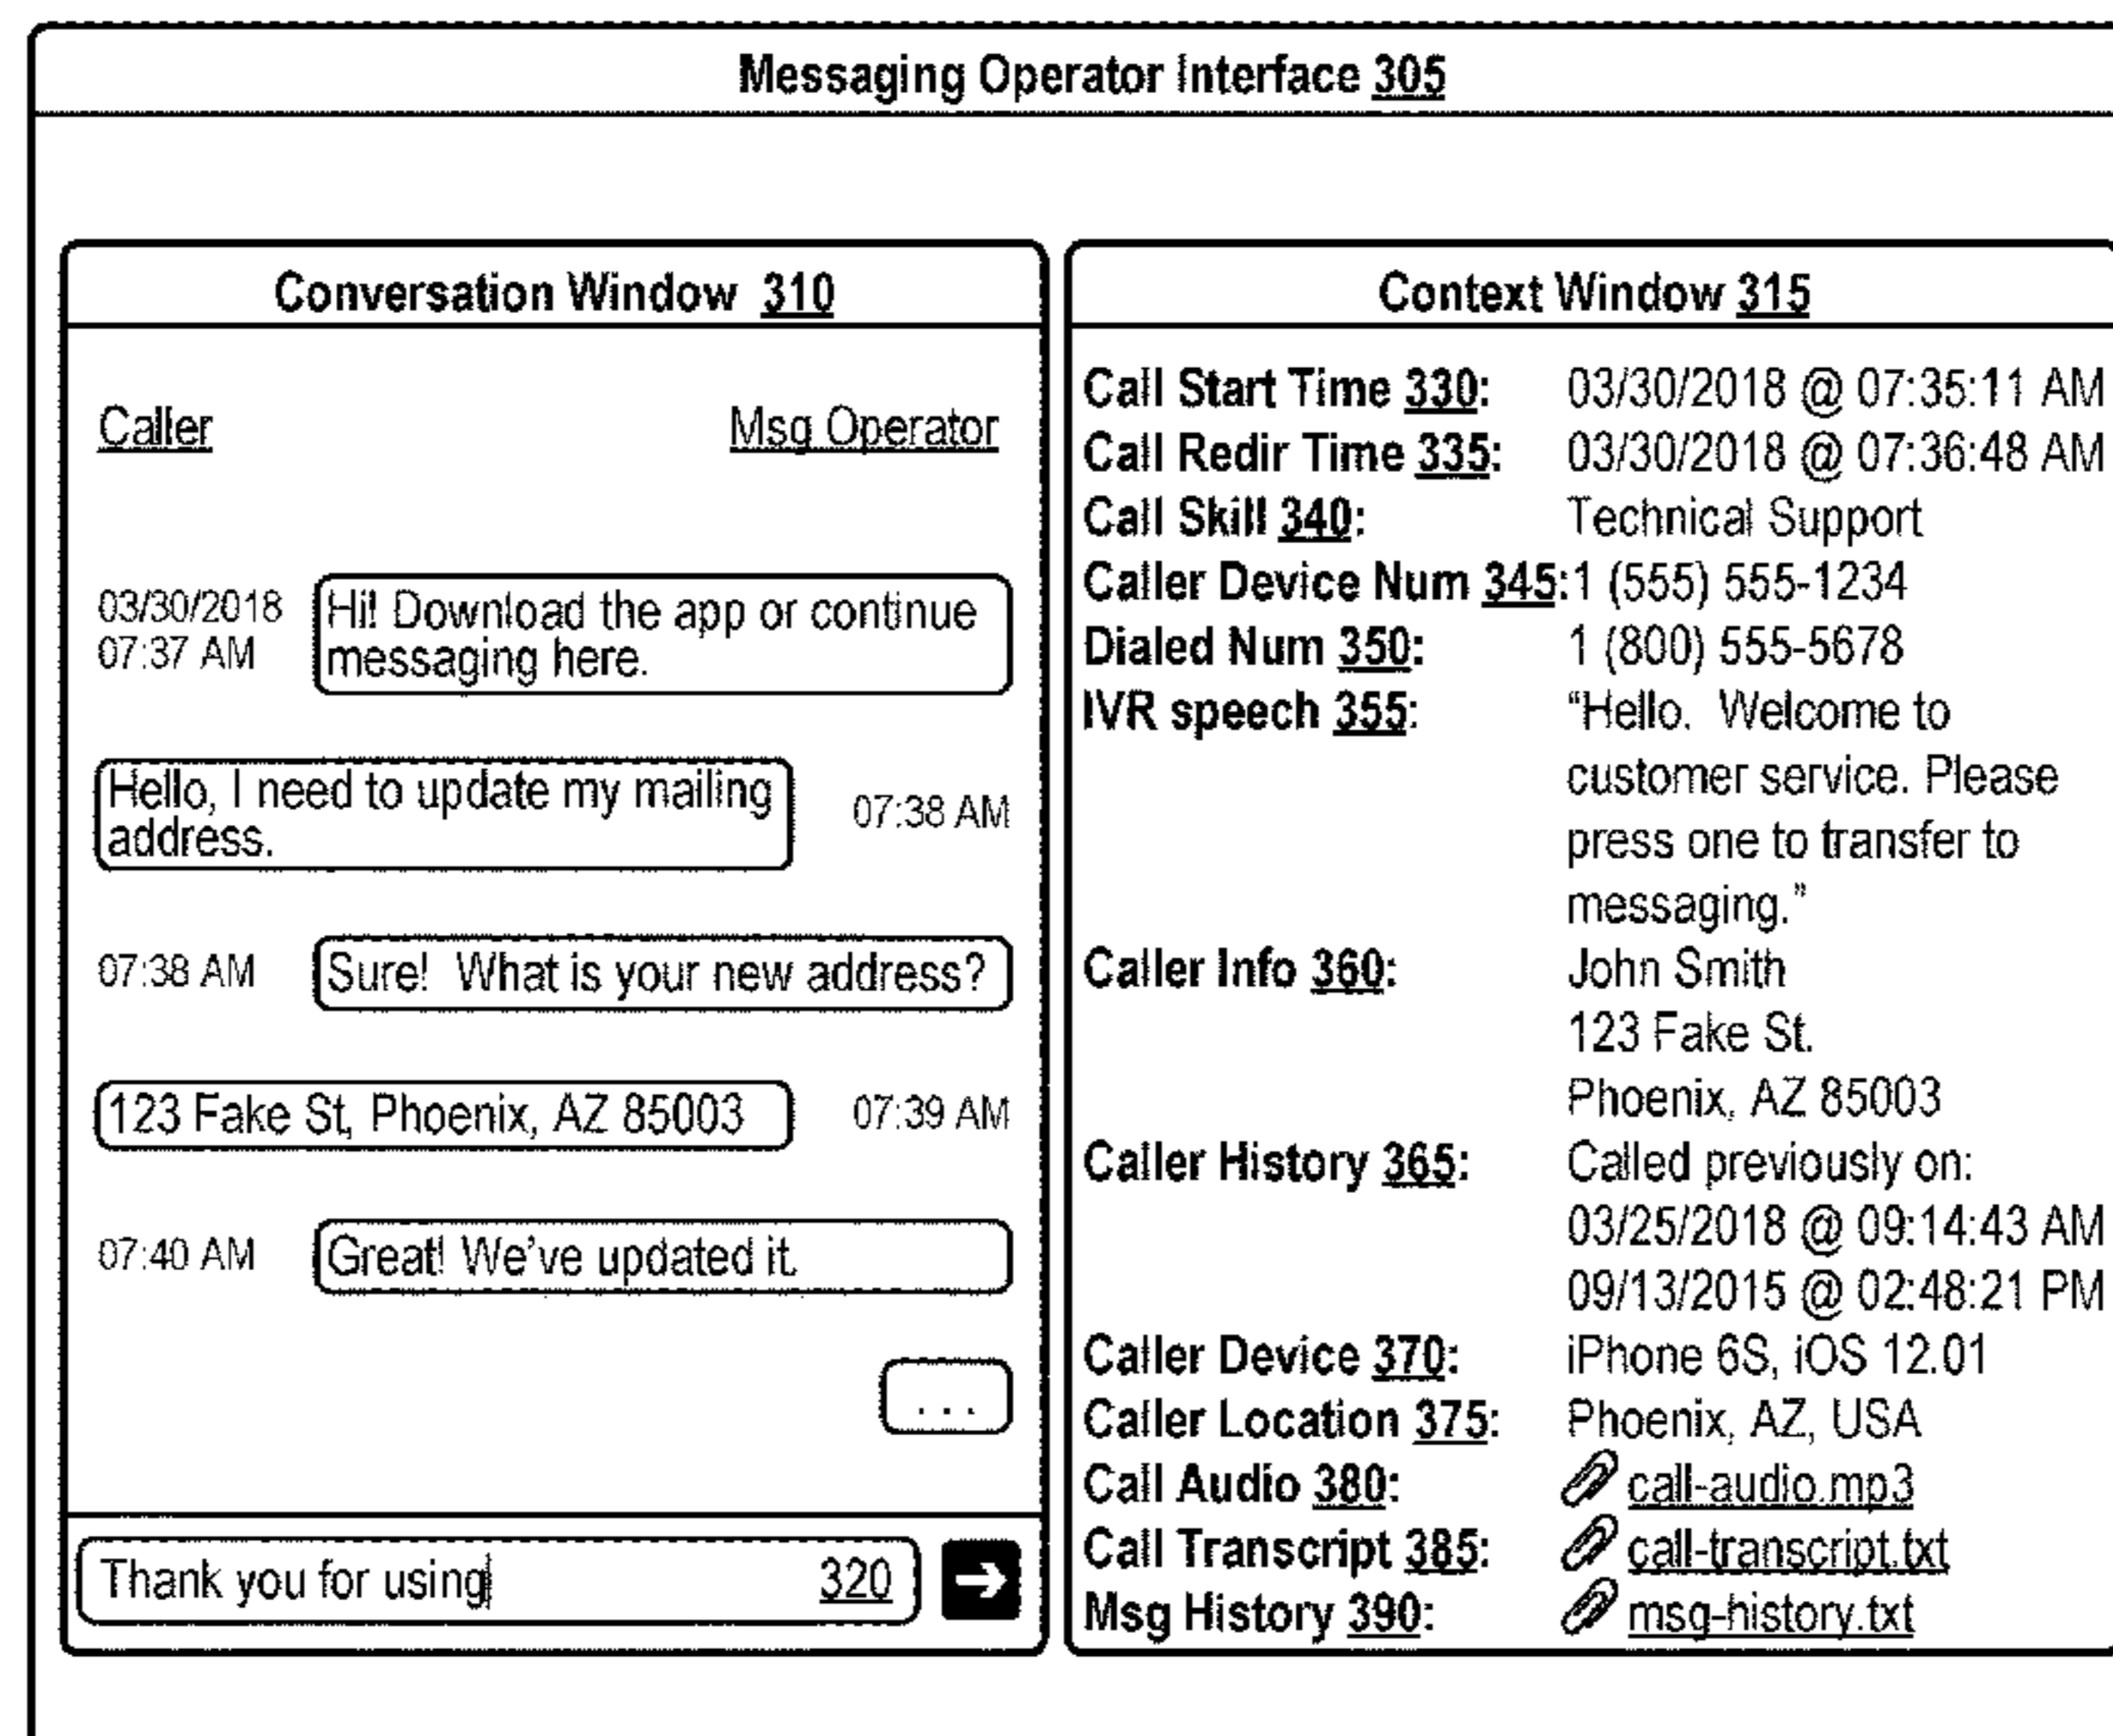 Messaging Operator Interface 305
Conversation Window 310
Caller
Msg Operator
03/30/2018
07:37 AM
Hi! Download the app or continue
messaging here.
Hello, I need to update my mailing
address.
07:38 AM
07:38 AM
Sure! What is your new address?
123 Fake St, Phoenix, AZ 85003
07:39 AM
07:40 AM
Great! We've updated it.
...
Thank you for using
320
Context Window 315
Call Start Time 330: 03/30/2018 @ 07:35:11 AM
Call Redir Time 335: 03/30/2018 @ 07:36:48 AM
Call Skill 340: Technical Support
Caller Device Num 345:1 (555) 555-1234
Dialed Num 350: 1 (800) 555-5678
IVR speech 355: “Hello. Welcome to
customer service. Please
press one to transfer to
messaging.”
Caller Info 360: John Smith
123 Fake St.
Phoenix, AZ 85003
Caller History 365: Called previously on:
03/25/2018 @ 09:14:43 AM
09/13/2015 @ 02:48:21 PM
Caller Device 370: iPhone 6S, iOS 12.01
Caller Location 375: Phoenix, AZ, USA
Call Audio 380: call-audio.mp3
Call Transcript 385: call-transcript.txt
Msg History 390: msg-history.txt